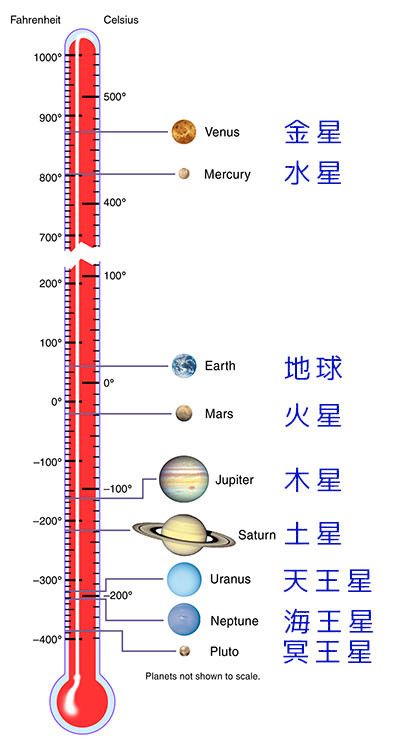 Fahrenheit Celsius
1000°
500°
900°
Venus 金星
800° Mercury 水星
400°
700°
100°
200°
100°
Earth 地球
0°
0°
Mars 火星
−100°
Jupiter 木星
−100°
−200°
Saturn 土星
−300° Uranus 天王星
−200°
Neptune 海王星
−400°
Pluto 冥王星
Planets not shown to scale.